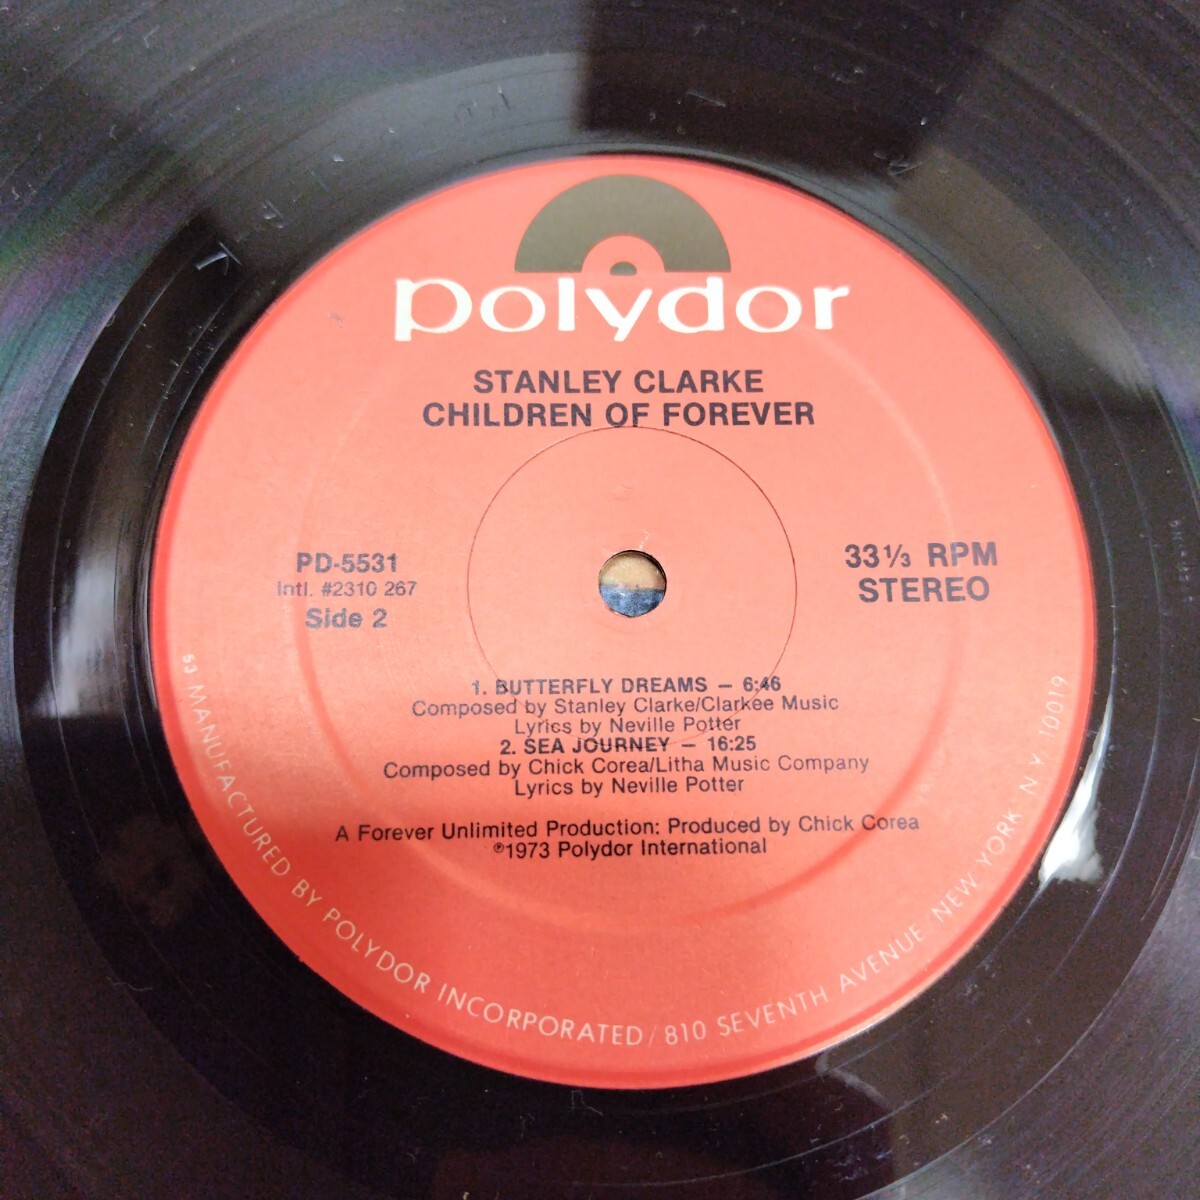 polydor
STANLEY CLARKE
CHILDREN OF FOREVER
PD-5531
Intl. #2310 267
Side 2
33 1/3 RPM
STEREO
1. BUTTERFLY DREAMS — 6:46
Composed by Stanley Clarke/Clarkee Music
Lyrics by Neville Potter
2. SEA JOURNEY — 16:25
Composed by Chick Corea/Litha Music Company
Lyrics by Neville Potter
A Forever Unlimited Production: Produced by Chick Corea
℗1973 Polydor International
53 MANUFACTURED BY POLYDOR INCORPORATED / 810 SEVENTH AVENUE · NEW YORK · N Y 10019